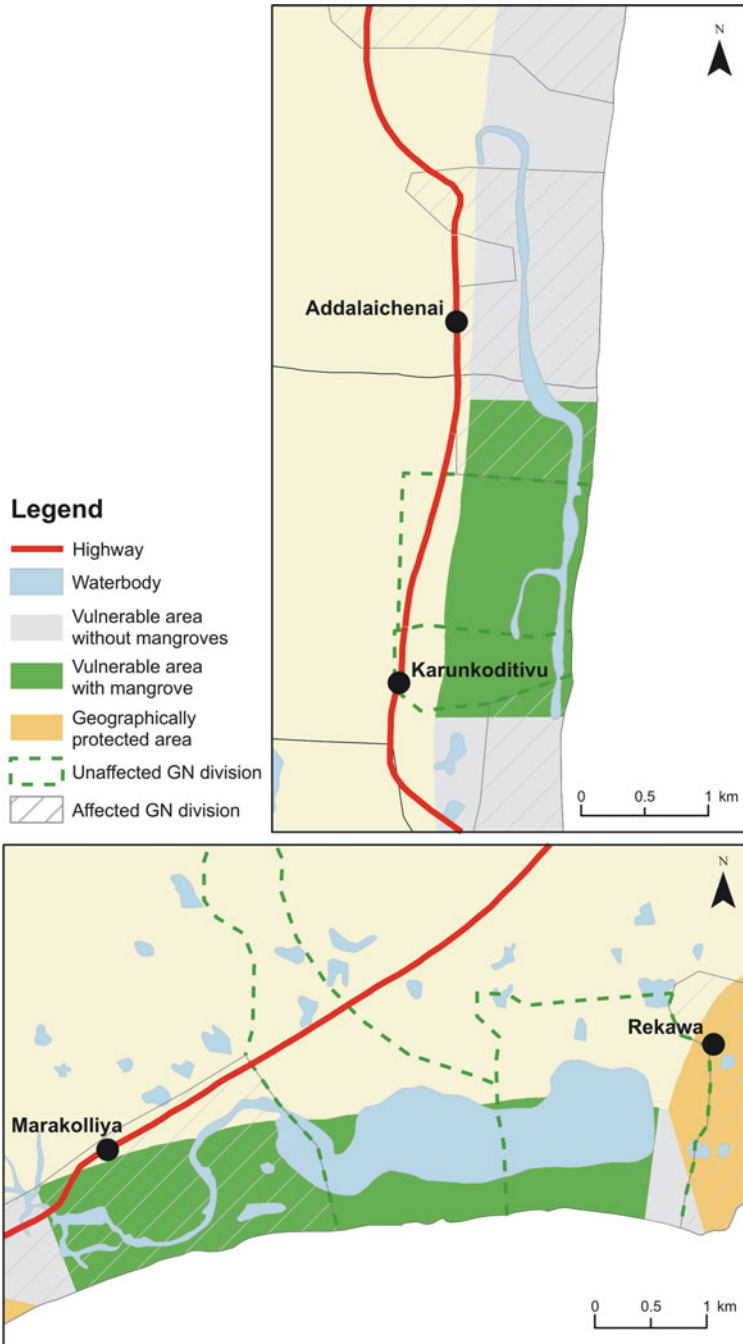 N
Addalaichenai
Karunkoditivu
0 0.5 1 km
Legend
Highway
Waterbody
Vulnerable area
without mangroves
Vulnerable area
with mangrove
Geographically
protected area
Unaffected GN division
Affected GN division
N
Rekawa
Marakolliya
0 0.5 1 km